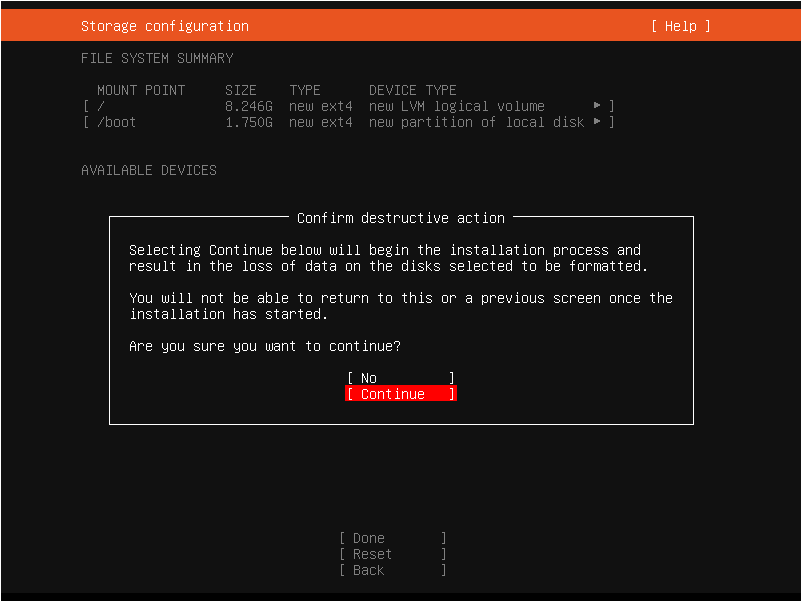 Storage configuration [ Help ]
FILE SYSTEM SUMMARY
MOUNT POINT SIZE TYPE DEVICE TYPE
[ / 8.246G new ext4 new LVM logical volume ▸ ]
[ /boot 1.750G new ext4 new partition of local disk ▸ ]
AVAILABLE DEVICES
Confirm destructive action
Selecting Continue below will begin the installation process and
result in the loss of data on the disks selected to be formatted.
You will not be able to return to this or a previous screen once the
installation has started.
Are you sure you want to continue?
[ No ]
[ Continue ]
[ Done ]
[ Reset ]
[ Back ]